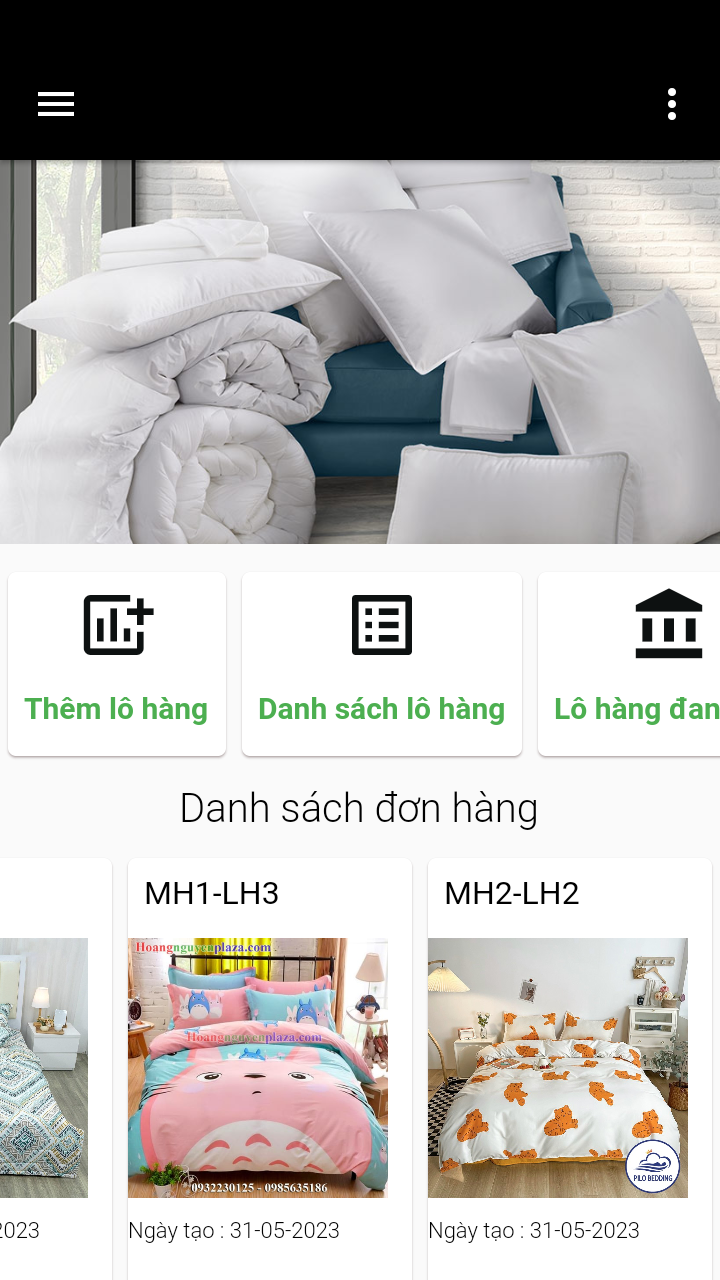 Thêm lô hàng
Danh sách lô hàng
Lô hàng đan
Danh sách đơn hàng
MH1-LH3
MH2-LH2
Hoangnguyenplaza.com
Hoangnguyenplaza.com
0932230125 - 0985635186
PILO BEDDING
2023
Ngày tạo : 31-05-2023
Ngày tạo : 31-05-2023